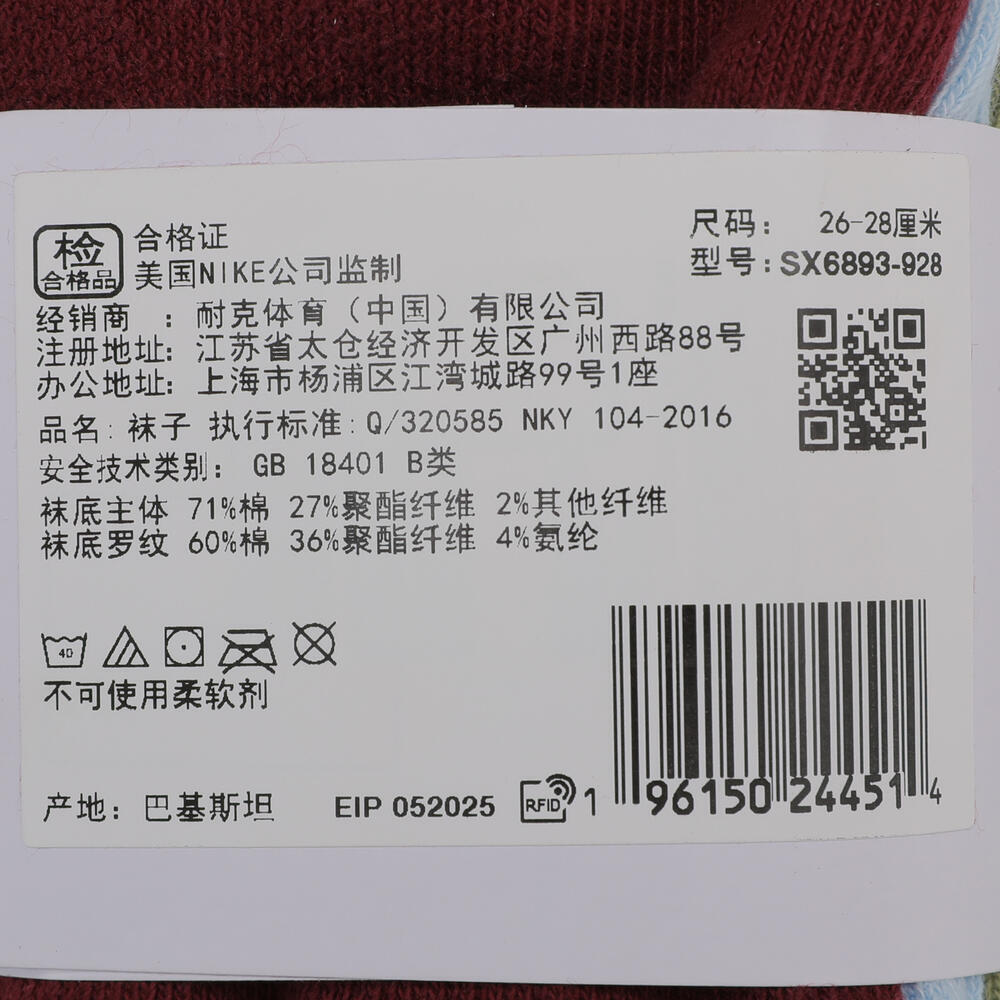 检
合格品
合格证
美国NIKE公司监制
尺码: 26-28厘米
型号: SX6893-928
经销商 : 耐克体育（中国）有限公司
注册地址: 江苏省太仓经济开发区广州西路88号
办公地址: 上海市杨浦区江湾城路99号1座
品名: 袜子 执行标准: Q/320585 NKY 104-2016
安全技术类别: GB 18401 B类
袜底主体 71%棉 27%聚酯纤维 2%其他纤维
袜底罗纹 60%棉 36%聚酯纤维 4%氨纶
40
不可使用柔软剂
产地: 巴基斯坦 EIP 052025 RFID 1 96150 24451 4